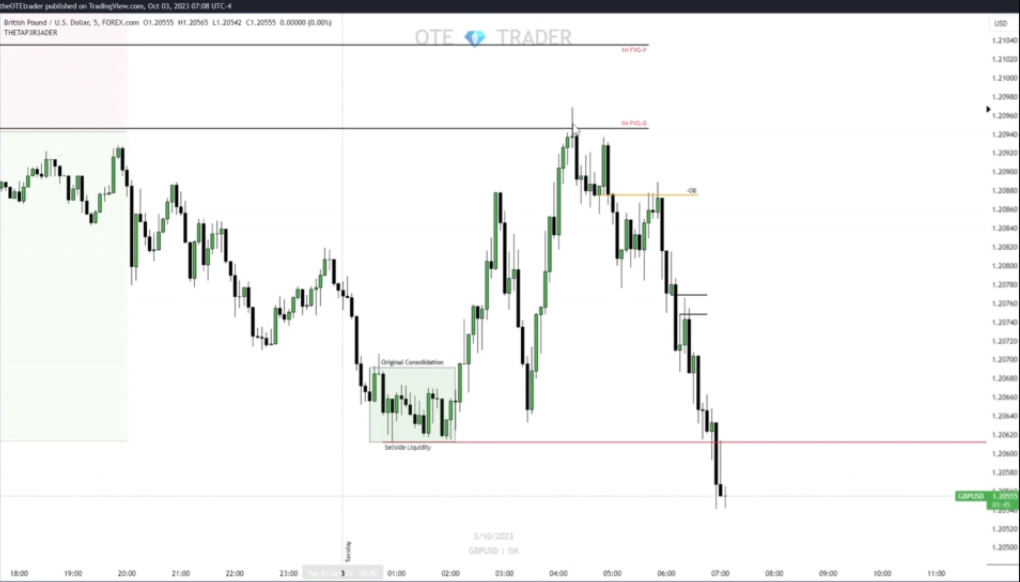 theOTEtrader published on TradingView.com, Oct 03, 2023 07:08 UTC-4
British Pound / U.S. Dollar, 5, FOREX.com O1.20555 H1.20565 L1.20542 C1.20555 0.00000 (0.00%)
THETAP3R3ADER
OTE TRADER
USD
1H FVG-P
1H FVG-D
-OB
Original Consolidation
Sellside Liquidity
1.21040
1.21020
1.21000
1.20980
1.20960
1.20940
1.20920
1.20900
1.20880
1.20860
1.20840
1.20820
1.20800
1.20780
1.20760
1.20740
1.20720
1.20700
1.20680
1.20660
1.20640
1.20620
1.20600
1.20580
GBPUSD 1.20555
01:45
1.20520
1.20500
3/10/2023
GBPUSD | 5M
Tuesday
18:00 19:00 20:00 21:00 22:00 23:00 3 01:00 02:00 03:00 04:00 05:00 06:00 07:00 08:00 09:00 10:00 11:00